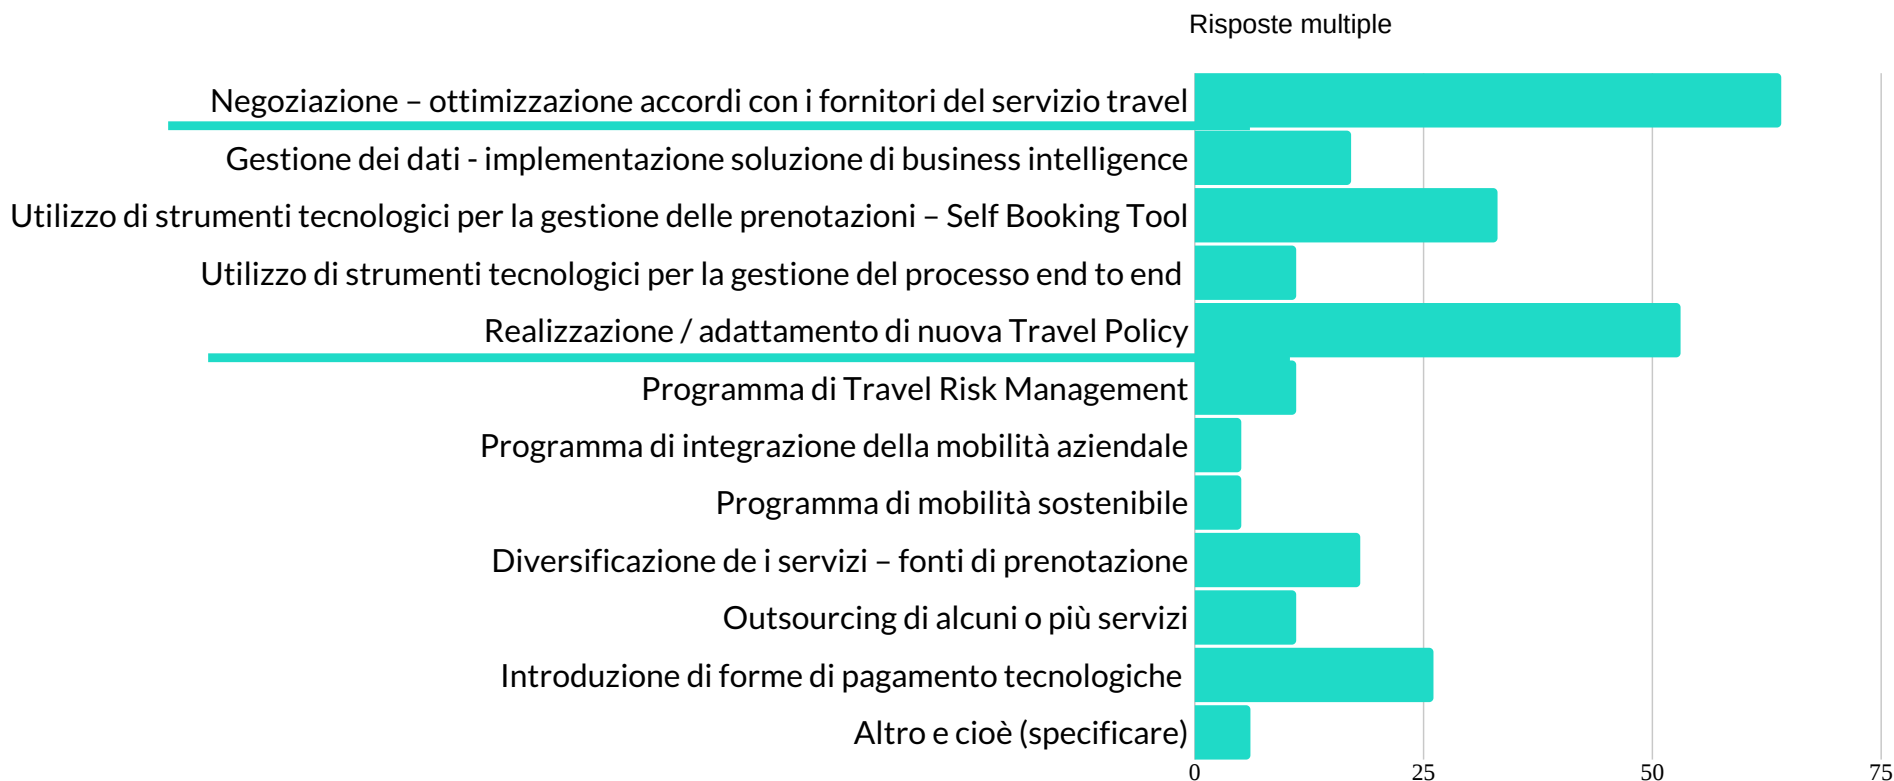 Risposte multiple
Negoziazione – ottimizzazione accordi con i fornitori del servizio travel
Gestione dei dati - implementazione soluzione di business intelligence
Utilizzo di strumenti tecnologici per la gestione delle prenotazioni – Self Booking Tool
Utilizzo di strumenti tecnologici per la gestione del processo end to end
Realizzazione / adattamento di nuova Travel Policy
Programma di Travel Risk Management
Programma di integrazione della mobilità aziendale
Programma di mobilità sostenibile
Diversificazione de i servizi – fonti di prenotazione
Outsourcing di alcuni o più servizi
Introduzione di forme di pagamento tecnologiche
Altro e cioè (specificare)
0 25 50 75